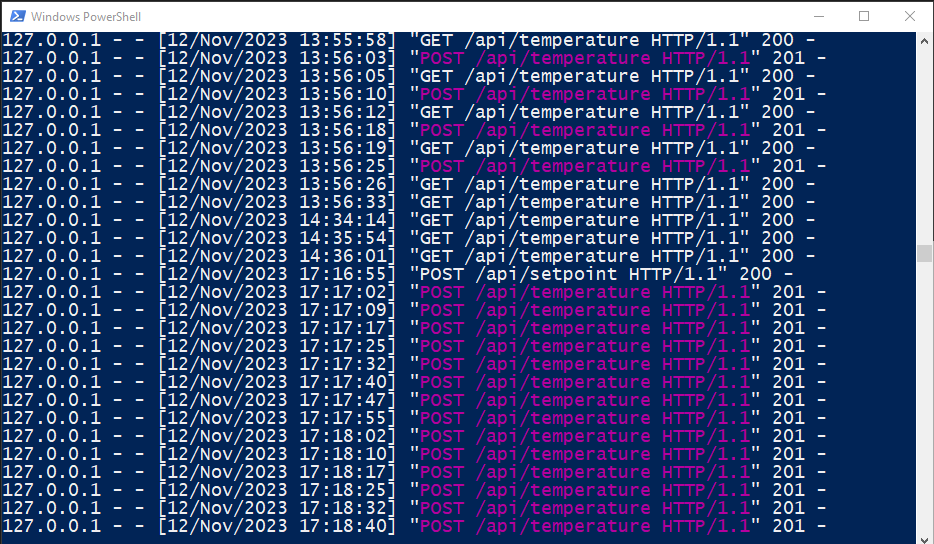 Windows PowerShell
127.0.0.1 - - [12/Nov/2023 13:55:58] "GET /api/temperature HTTP/1.1" 200 -
127.0.0.1 - - [12/Nov/2023 13:56:03] "POST /api/temperature HTTP/1.1" 201 -
127.0.0.1 - - [12/Nov/2023 13:56:05] "GET /api/temperature HTTP/1.1" 200 -
127.0.0.1 - - [12/Nov/2023 13:56:10] "POST /api/temperature HTTP/1.1" 201 -
127.0.0.1 - - [12/Nov/2023 13:56:12] "GET /api/temperature HTTP/1.1" 200 -
127.0.0.1 - - [12/Nov/2023 13:56:18] "POST /api/temperature HTTP/1.1" 201 -
127.0.0.1 - - [12/Nov/2023 13:56:19] "GET /api/temperature HTTP/1.1" 200 -
127.0.0.1 - - [12/Nov/2023 13:56:25] "POST /api/temperature HTTP/1.1" 201 -
127.0.0.1 - - [12/Nov/2023 13:56:26] "GET /api/temperature HTTP/1.1" 200 -
127.0.0.1 - - [12/Nov/2023 13:56:33] "GET /api/temperature HTTP/1.1" 200 -
127.0.0.1 - - [12/Nov/2023 14:34:14] "GET /api/temperature HTTP/1.1" 200 -
127.0.0.1 - - [12/Nov/2023 14:35:54] "GET /api/temperature HTTP/1.1" 200 -
127.0.0.1 - - [12/Nov/2023 14:36:01] "GET /api/temperature HTTP/1.1" 200 -
127.0.0.1 - - [12/Nov/2023 17:16:55] "POST /api/setpoint HTTP/1.1" 200 -
127.0.0.1 - - [12/Nov/2023 17:17:02] "POST /api/temperature HTTP/1.1" 201 -
127.0.0.1 - - [12/Nov/2023 17:17:09] "POST /api/temperature HTTP/1.1" 201 -
127.0.0.1 - - [12/Nov/2023 17:17:17] "POST /api/temperature HTTP/1.1" 201 -
127.0.0.1 - - [12/Nov/2023 17:17:25] "POST /api/temperature HTTP/1.1" 201 -
127.0.0.1 - - [12/Nov/2023 17:17:32] "POST /api/temperature HTTP/1.1" 201 -
127.0.0.1 - - [12/Nov/2023 17:17:40] "POST /api/temperature HTTP/1.1" 201 -
127.0.0.1 - - [12/Nov/2023 17:17:47] "POST /api/temperature HTTP/1.1" 201 -
127.0.0.1 - - [12/Nov/2023 17:17:55] "POST /api/temperature HTTP/1.1" 201 -
127.0.0.1 - - [12/Nov/2023 17:18:02] "POST /api/temperature HTTP/1.1" 201 -
127.0.0.1 - - [12/Nov/2023 17:18:10] "POST /api/temperature HTTP/1.1" 201 -
127.0.0.1 - - [12/Nov/2023 17:18:17] "POST /api/temperature HTTP/1.1" 201 -
127.0.0.1 - - [12/Nov/2023 17:18:25] "POST /api/temperature HTTP/1.1" 201 -
127.0.0.1 - - [12/Nov/2023 17:18:32] "POST /api/temperature HTTP/1.1" 201 -
127.0.0.1 - - [12/Nov/2023 17:18:40] "POST /api/temperature HTTP/1.1" 201 -